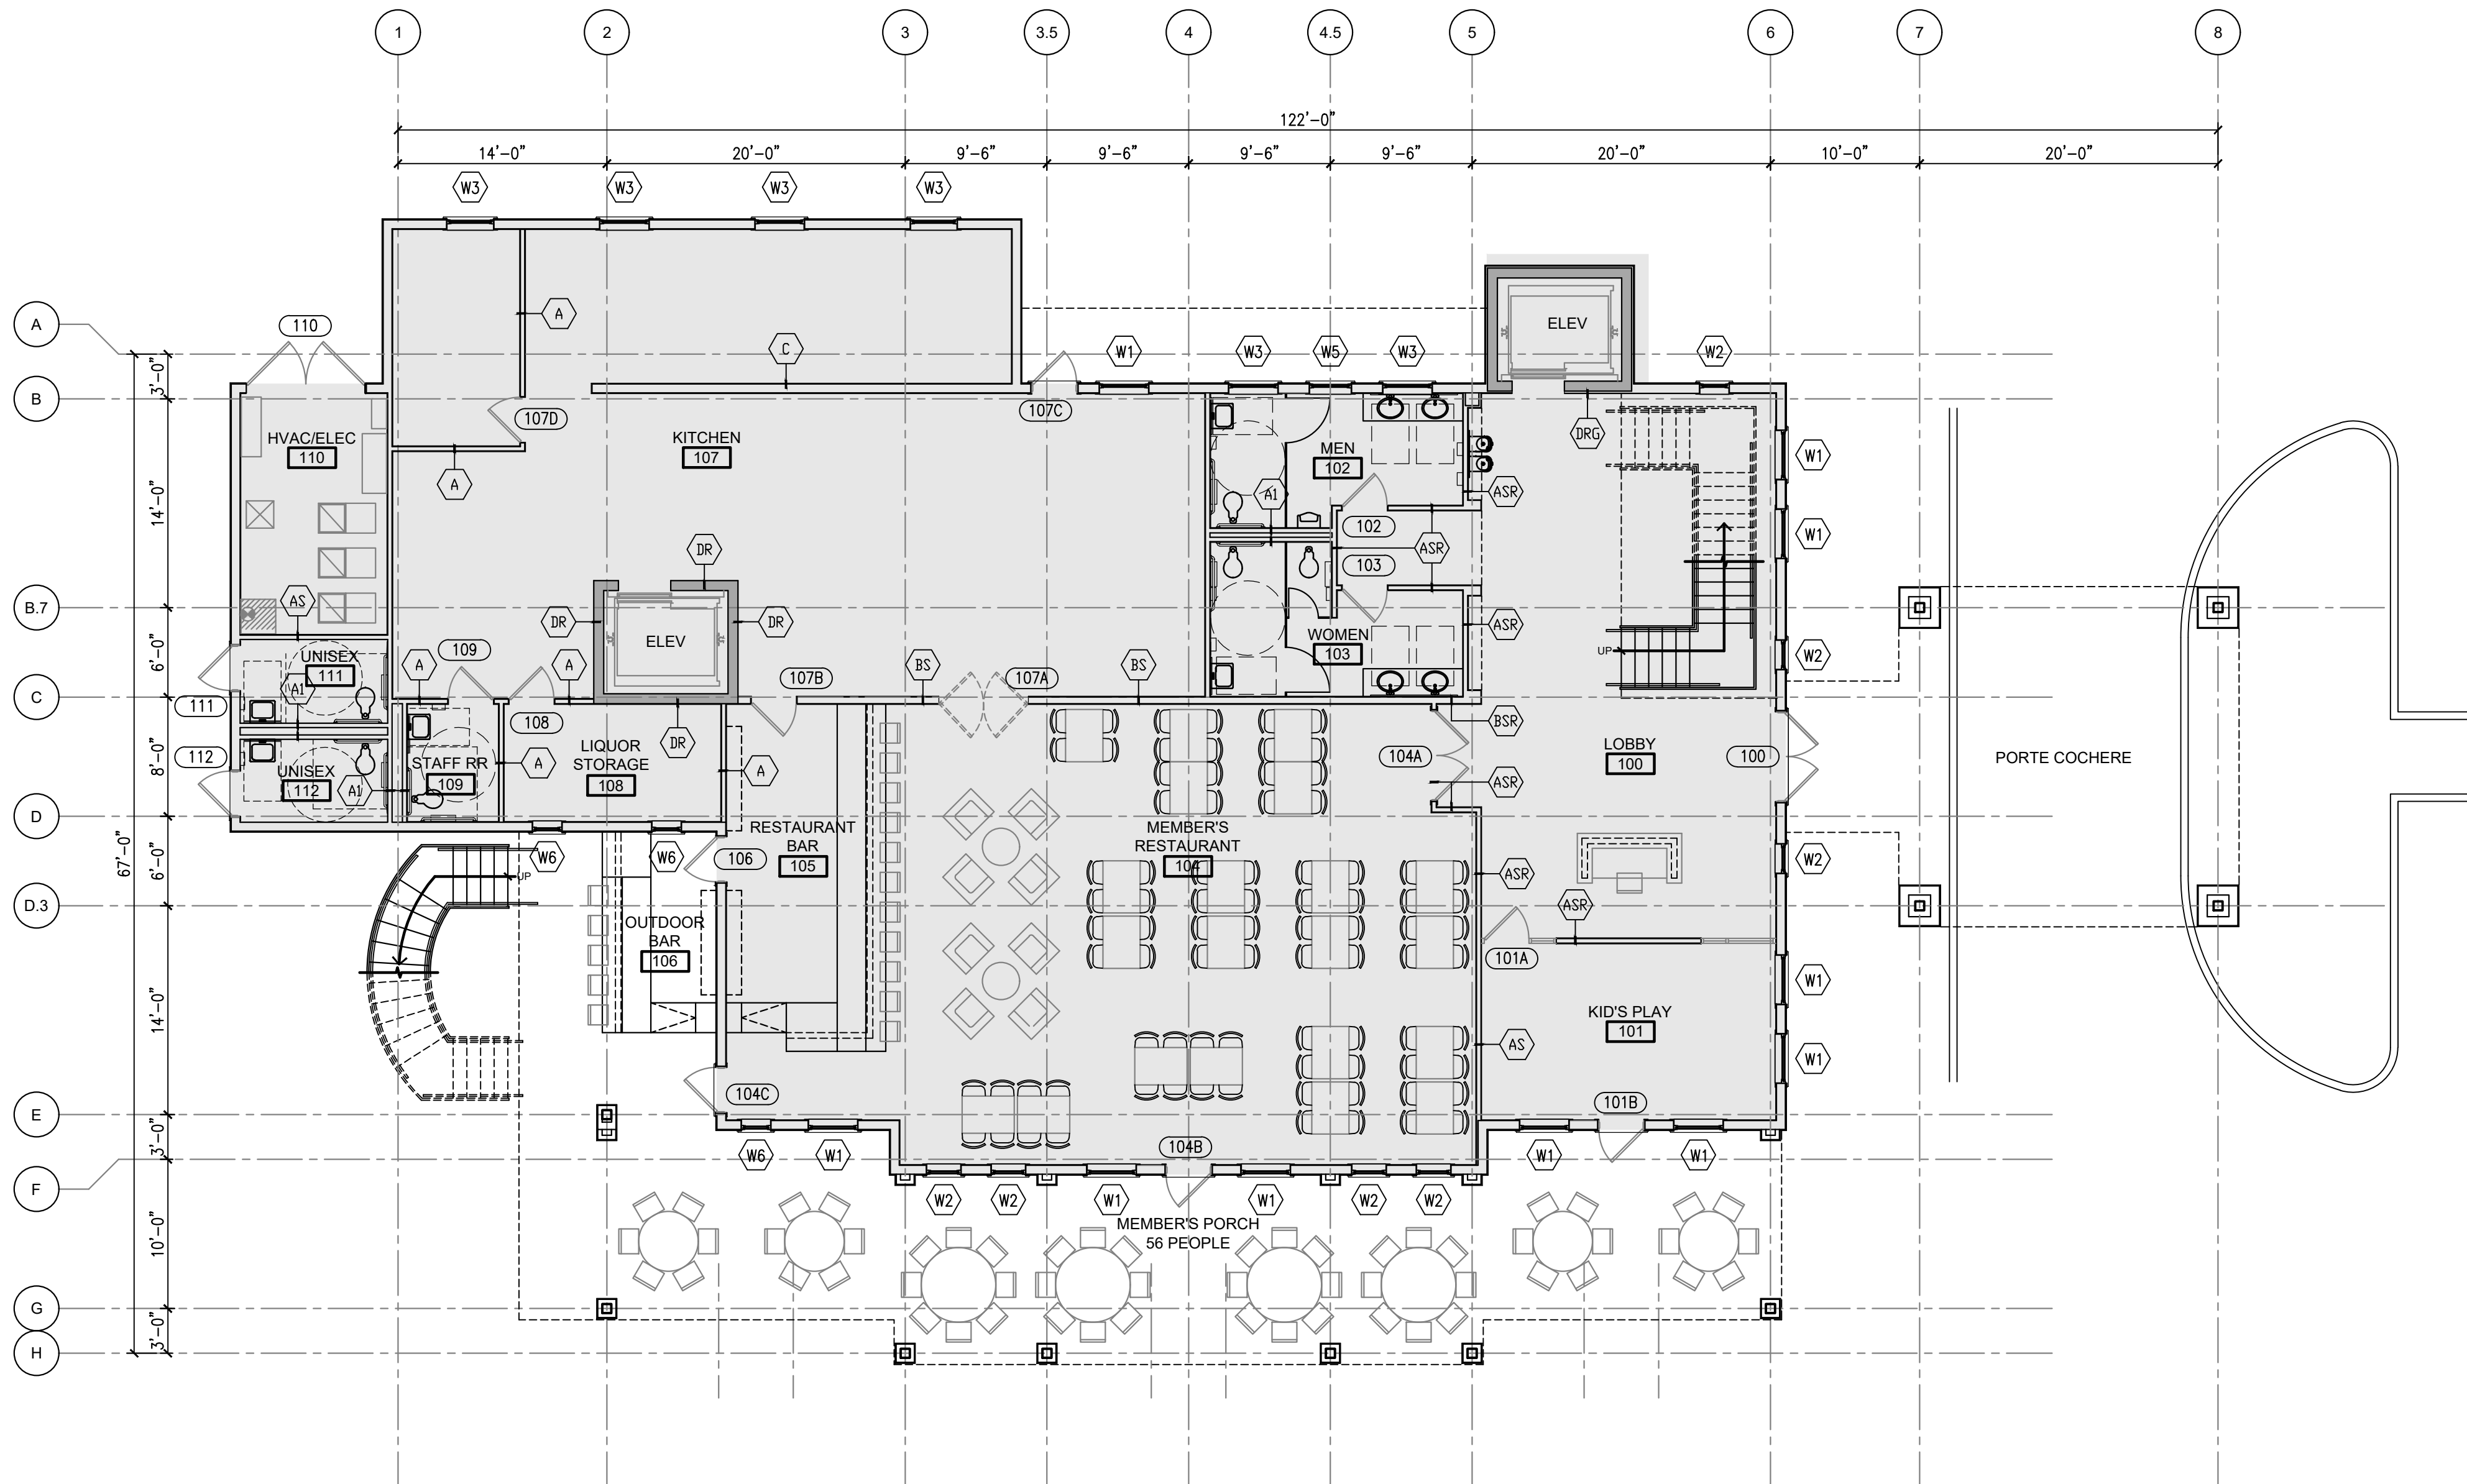 1 2 3 3.5 4 4.5 5 6 7 8
122'-0"
14'-0" 20'-0" 9'-6" 9'-6" 9'-6" 9'-6" 20'-0" 10'-0" 20'-0"
W3 W3 W3 W3
A
ELEV
A
110
C
W1 W3 W5 W3 W2
3'-0"
B
107C
107D
DRG
HVAC/ELEC
110
KITCHEN
107
MEN
102
W1
A
A1
ASR
14'-0"
102
W1
DR
ASR
103
AS
B.7
DR
ELEV
DR
ASR
WOMEN
103
UP
W2
6'-0"
UNISEX
111
A
109
A
107B
BS
107A
BS
A1
C
111
108
DR
BSR
LIQUOR
STORAGE
108
104A
LOBBY
100
100
PORTE COCHERE
112
8'-0"
UNISEX
112
STAFF RR
109
A
A
A1
ASR
D
67'-0"
RESTAURANT
BAR
105
MEMBER'S
RESTAURANT
104
W6 W6
106
W2
6'-0"
UP
ASR
D.3
ASR
OUTDOOR
BAR
106
101A
W1
14'-0"
KID'S PLAY
101
AS
W1
104C
101B
E
3'-0"
104B
W6 W1
W1 W1
F
W2 W2 W1 W1 W2 W2
MEMBER'S PORCH
56 PEOPLE
10'-0"
G
3'-0"
H